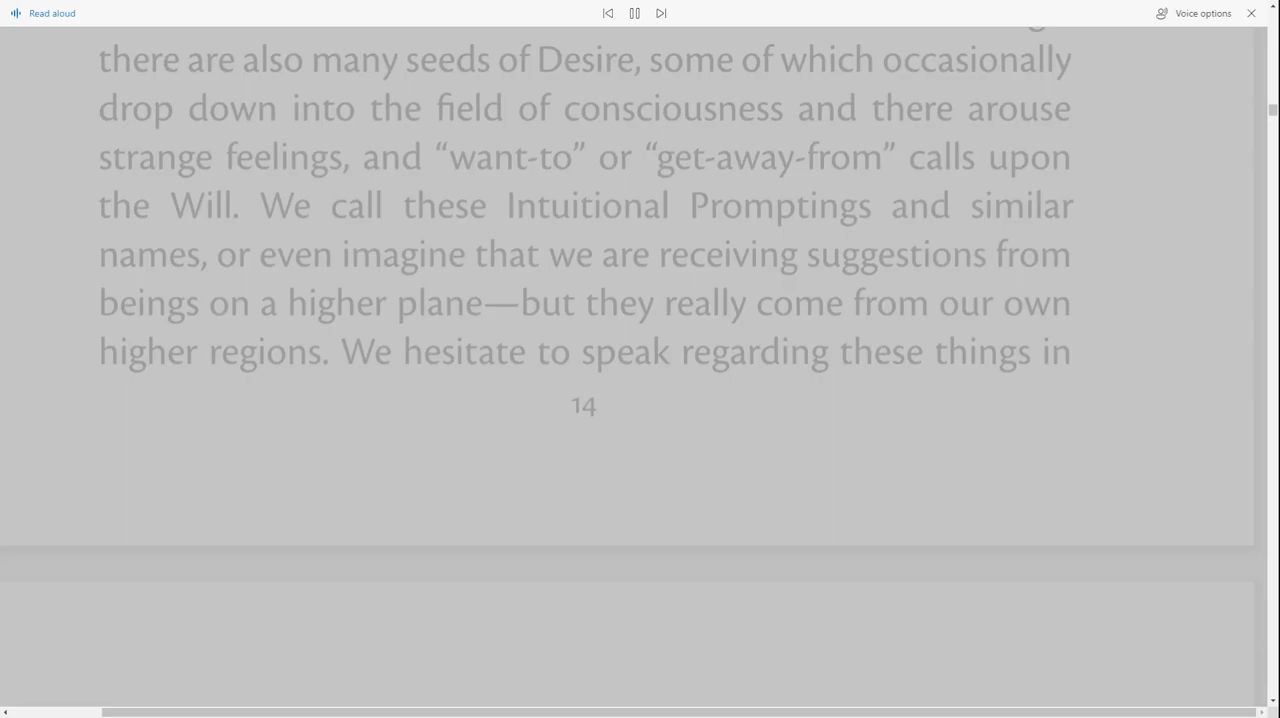 Read aloud
Voice options
there are also many seeds of Desire, some of which occasionally
drop down into the field of consciousness and there arouse
strange feelings, and “want-to” or “get-away-from” calls upon
the Will. We call these Intuitional Promptings and similar
names, or even imagine that we are receiving suggestions from
beings on a higher plane—but they really come from our own
higher regions. We hesitate to speak regarding these things in
14